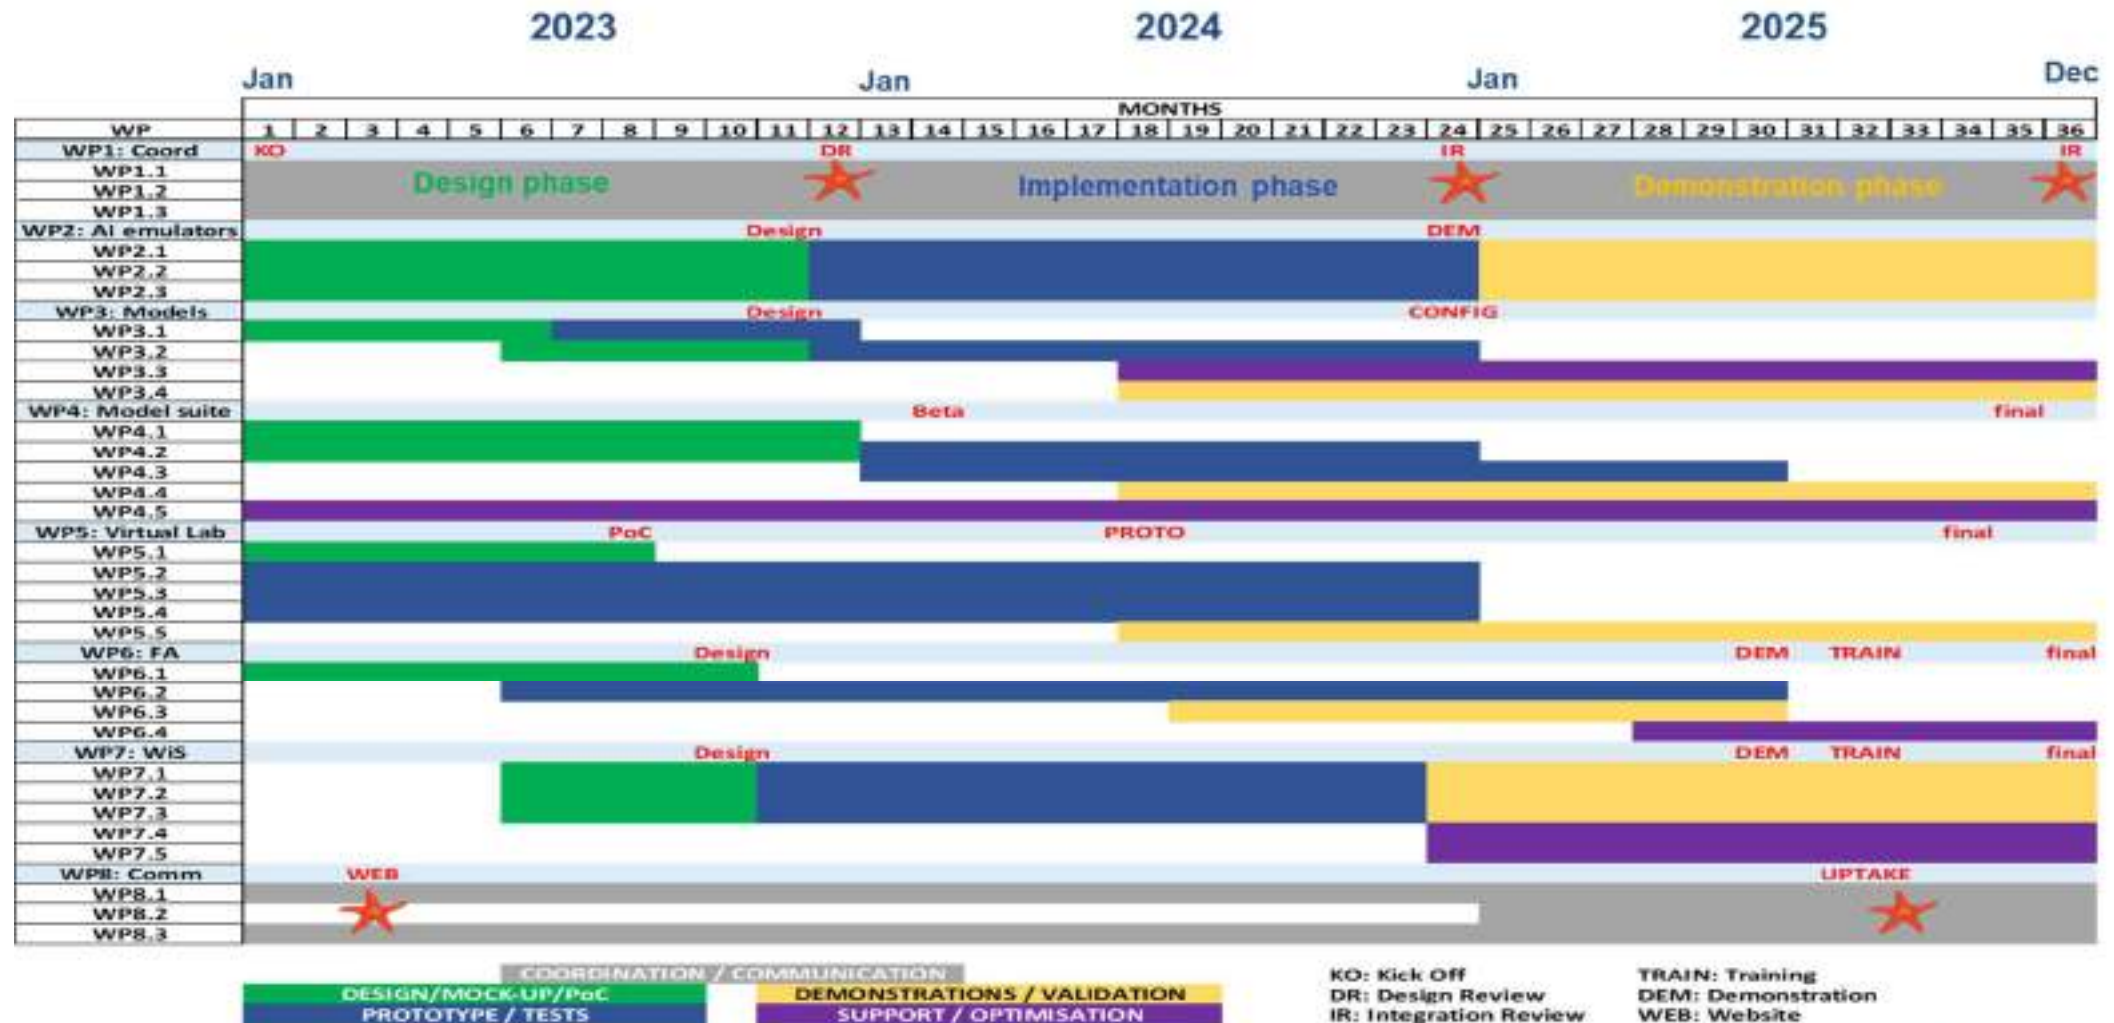 2023 2024 2025
Jan Jan Jan Dec
MONTHS
WP 1 2 3 4 5 6 7 8 9 10 11 12 13 14 15 16 17 18 19 20 21 22 23 24 25 26 27 28 29 30 31 32 33 34 35 36
WP1: Coord KO DR IR IR
WP1.1
WP1.2
WP1.3
Design phase Implementation phase Demonstration phase
WP2: AI emulators Design DEM
WP2.1
WP2.2
WP2.3
WP3: Models Design CONFIG
WP3.1
WP3.2
WP3.3
WP3.4
WP4: Model suite Beta final
WP4.1
WP4.2
WP4.3
WP4.4
WP4.5
WP5: Virtual Lab PoC PROTO final
WP5.1
WP5.2
WP5.3
WP5.4
WP5.5
WP6: FA Design DEM TRAIN final
WP6.1
WP6.2
WP6.3
WP6.4
WP7: WiS Design DEM TRAIN final
WP7.1
WP7.2
WP7.3
WP7.4
WP7.5
WP8: Comm WEB UPTAKE
WP8.1
WP8.2
WP8.3
COORDINATION / COMMUNICATION
DESIGN/MOCK-UP/PoC DEMONSTRATIONS / VALIDATION
PROTOTYPE / TESTS SUPPORT / OPTIMISATION
KO: Kick Off TRAIN: Training
DR: Design Review DEM: Demonstration
IR: Integration Review WEB: Website